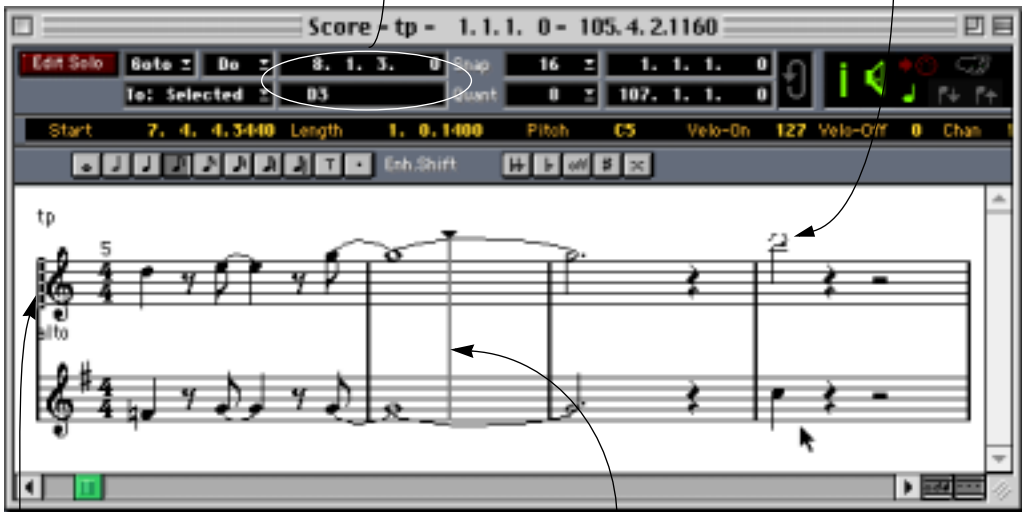 Score - tp - 1. 1. 1. 0 - 105. 4. 2.1160
Edit Solo Goto Do 8. 1. 3. 0 Snap 16 1. 1. 1. 0
To: Selected D3 Quant 8 107. 1. 1. 0
Start 7. 4. 4.3440 Length 1. 0.1400 Pitch C5 Velo-On 127 Velo-Off 0 Chan
T Enh.Shift off
tp
5
4
4
alto
4
4